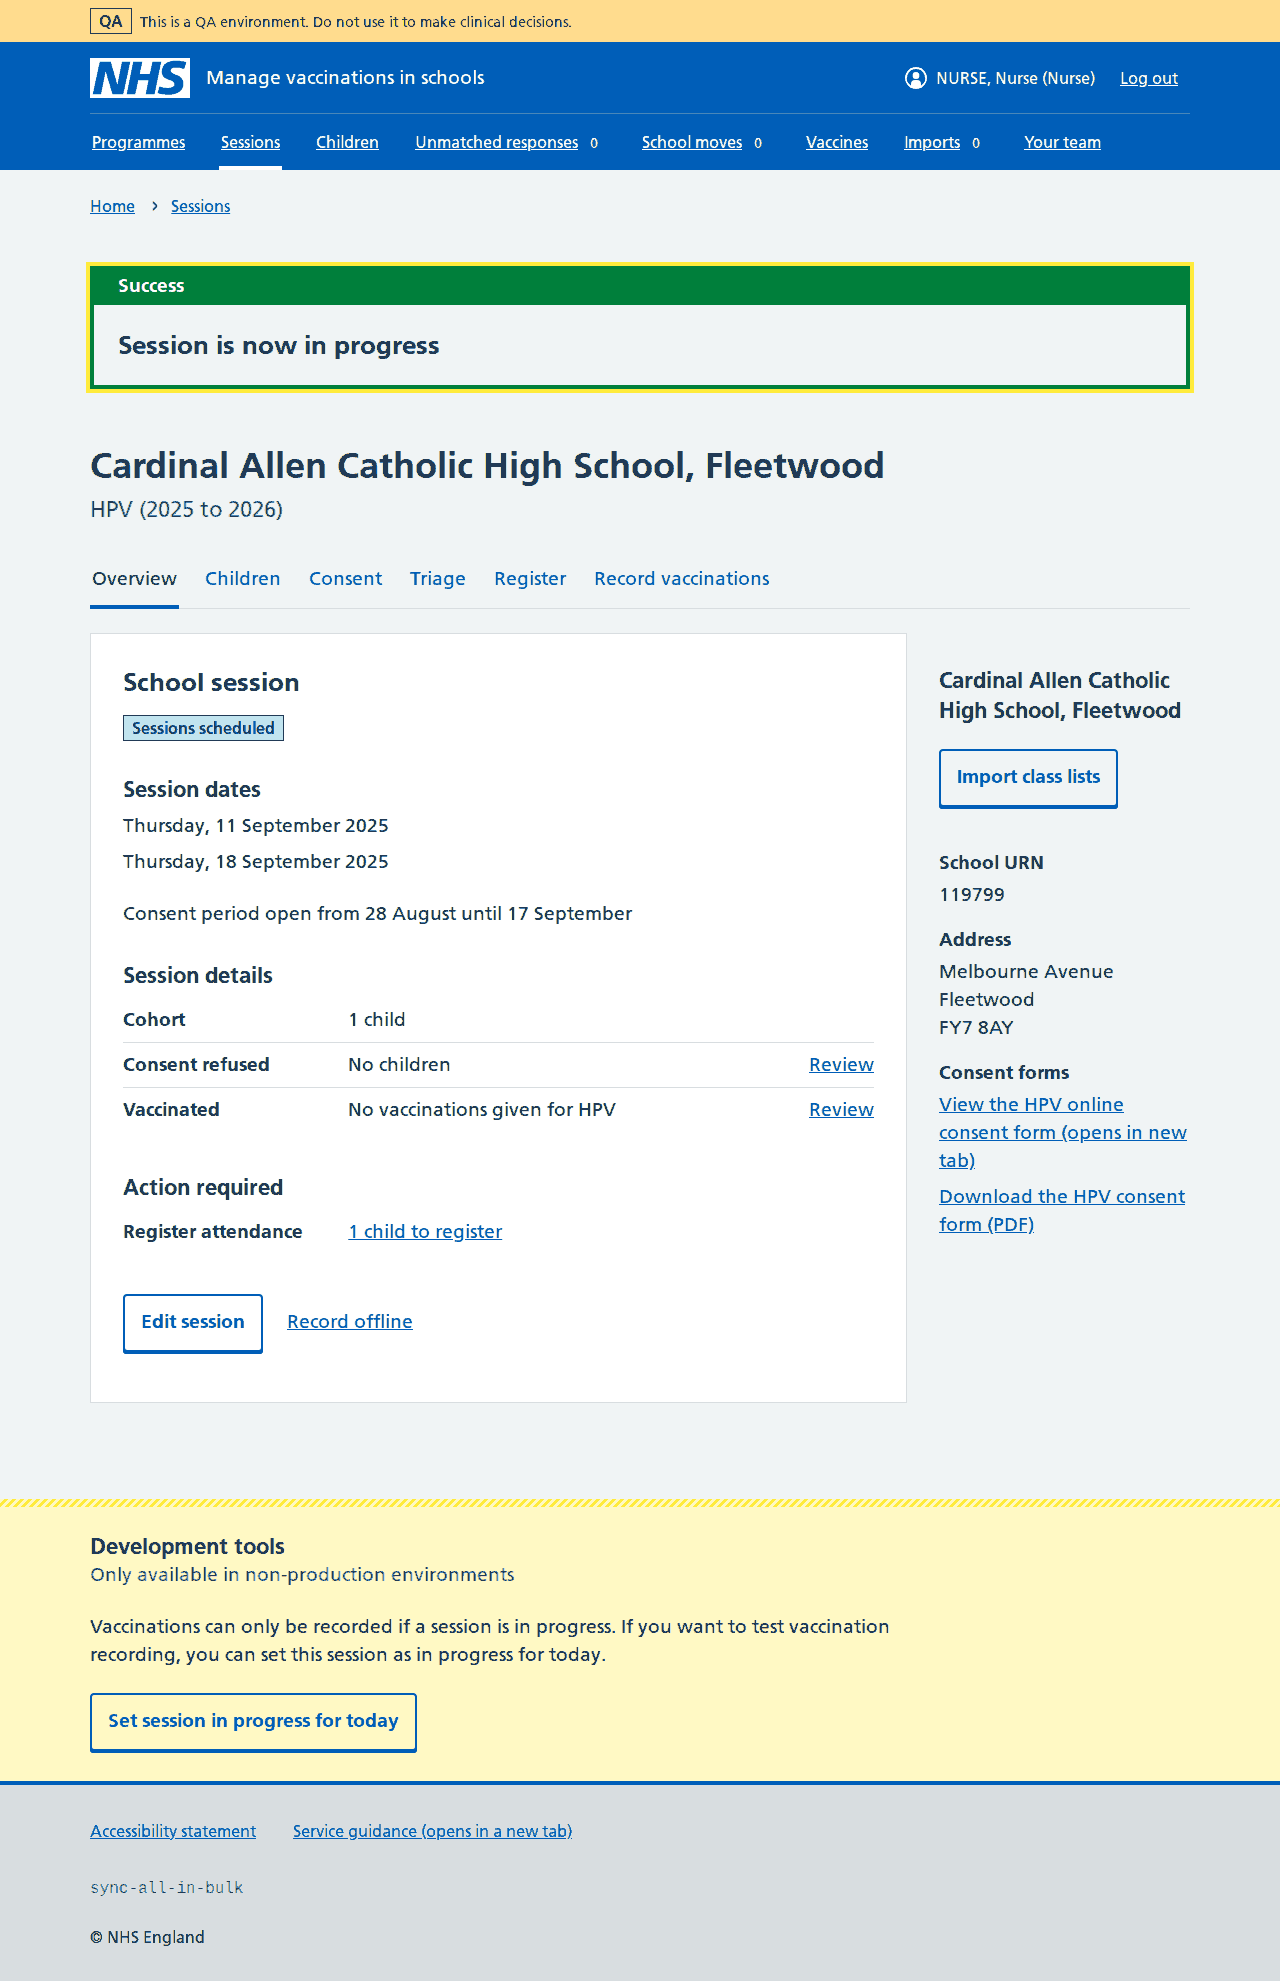 QA This is a QA environment. Do not use it to make clinical decisions.
NHS Manage vaccinations in schools NURSE, Nurse (Nurse) Log out
Programmes Sessions Children Unmatched responses 0 School moves 0 Vaccines Imports 0 Your team
Home › Sessions
Success
Session is now in progress
Cardinal Allen Catholic High School, Fleetwood
HPV (2025 to 2026)
Overview Children Consent Triage Register Record vaccinations
School session
Sessions scheduled
Session dates
Thursday, 11 September 2025
Thursday, 18 September 2025
Consent period open from 28 August until 17 September
Session details
Cohort 1 child
Consent refused No children Review
Vaccinated No vaccinations given for HPV Review
Action required
Register attendance 1 child to register
Edit session Record offline
Cardinal Allen Catholic
High School, Fleetwood
Import class lists
School URN
119799
Address
Melbourne Avenue
Fleetwood
FY7 8AY
Consent forms
View the HPV online
consent form (opens in new
tab)
Download the HPV consent
form (PDF)
Development tools
Only available in non-production environments
Vaccinations can only be recorded if a session is in progress. If you want to test vaccination
recording, you can set this session as in progress for today.
Set session in progress for today
Accessibility statement Service guidance (opens in a new tab)
sync-all-in-bulk
© NHS England